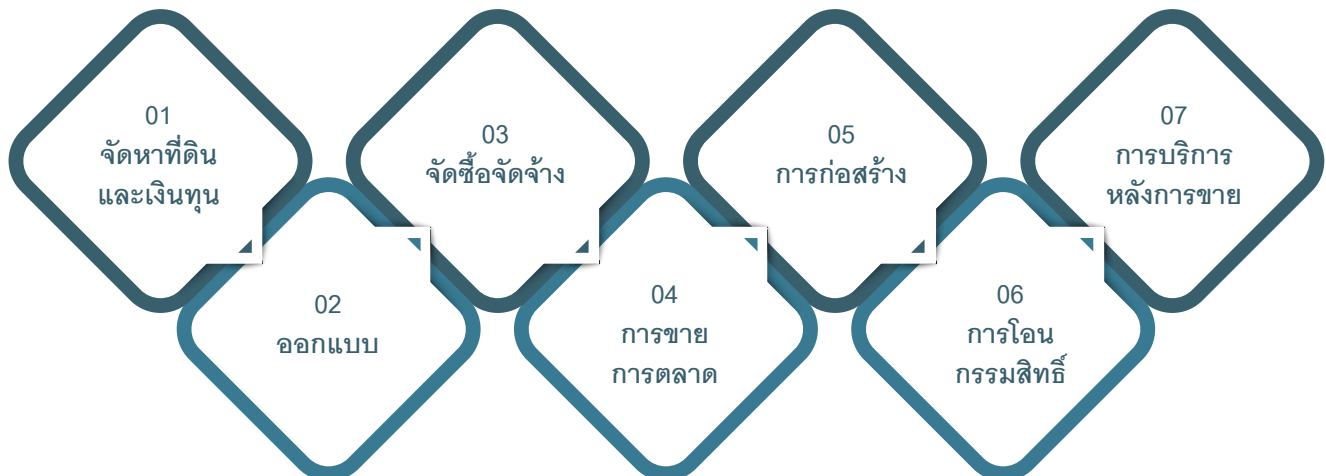 01
จัดหาที่ดิน
และเงินทุน
02
ออกแบบ
03
จัดซื้อจัดจ้าง
04
การขาย
การตลาด
05
การก่อสร้าง
06
การโอน
กรรมสิทธิ์
07
การบริการ
หลังการขาย